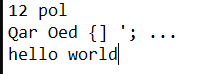 12 pol
Qar Oed {] '; ...
hello world